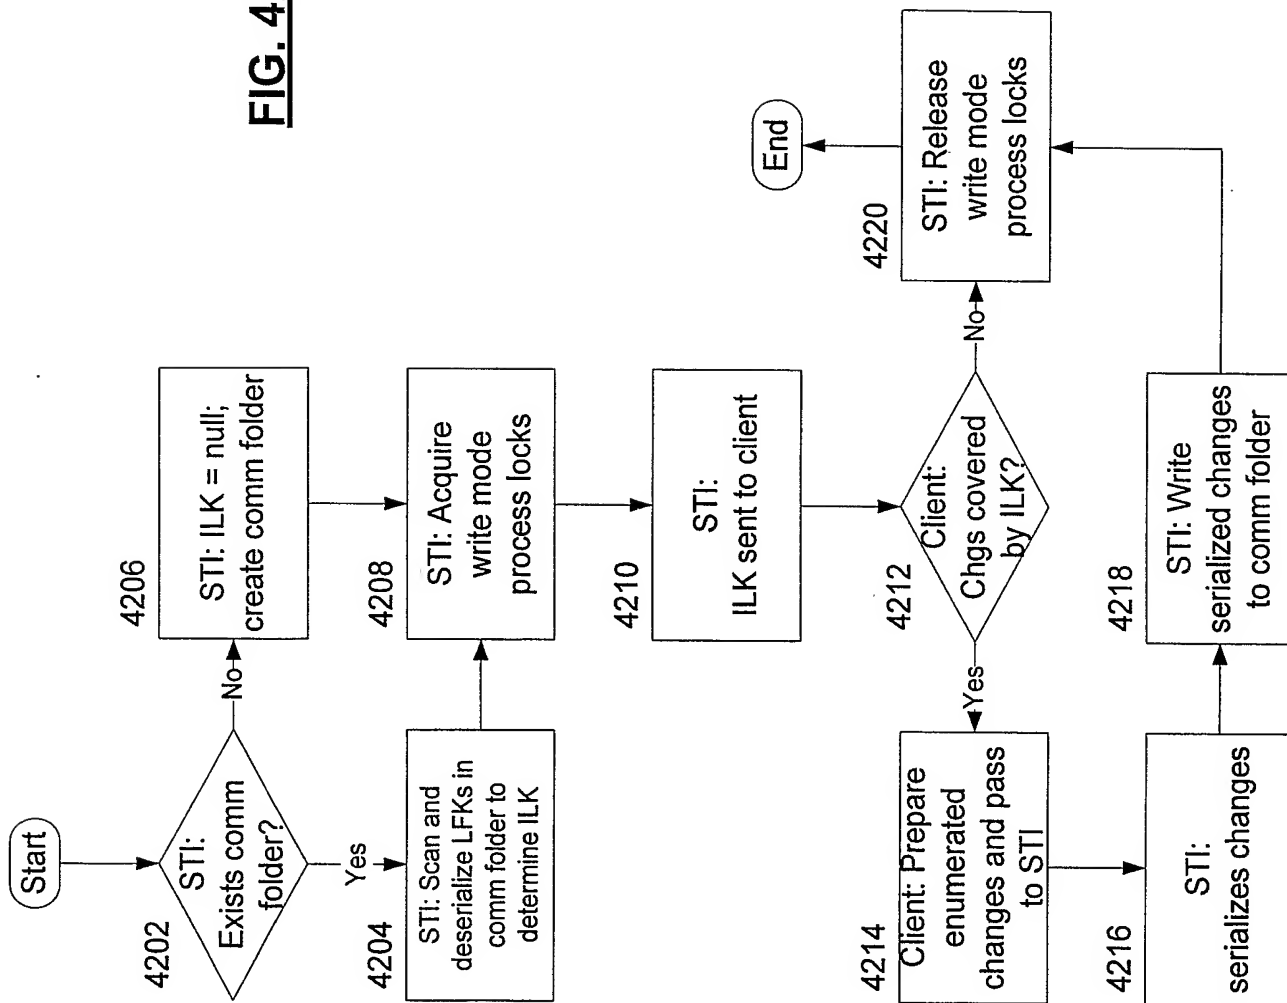 FIG. 4
Start
4202
STI:
Exists comm
folder?
No
Yes
4206
STI: ILK = null;
create comm folder
4204
STI: Scan and
deserialize LFKs in
comm folder to
determine ILK
4208
STI: Acquire
write mode
process locks
4210
STI:
ILK sent to client
4212
Client:
Chgs covered
by ILK?
Yes
No
4214
Client: Prepare
enumerated
changes and pass
to STI
4216
STI:
serializes changes
4218
STI: Write
serialized changes
to comm folder
4220
STI: Release
write mode
process locks
End